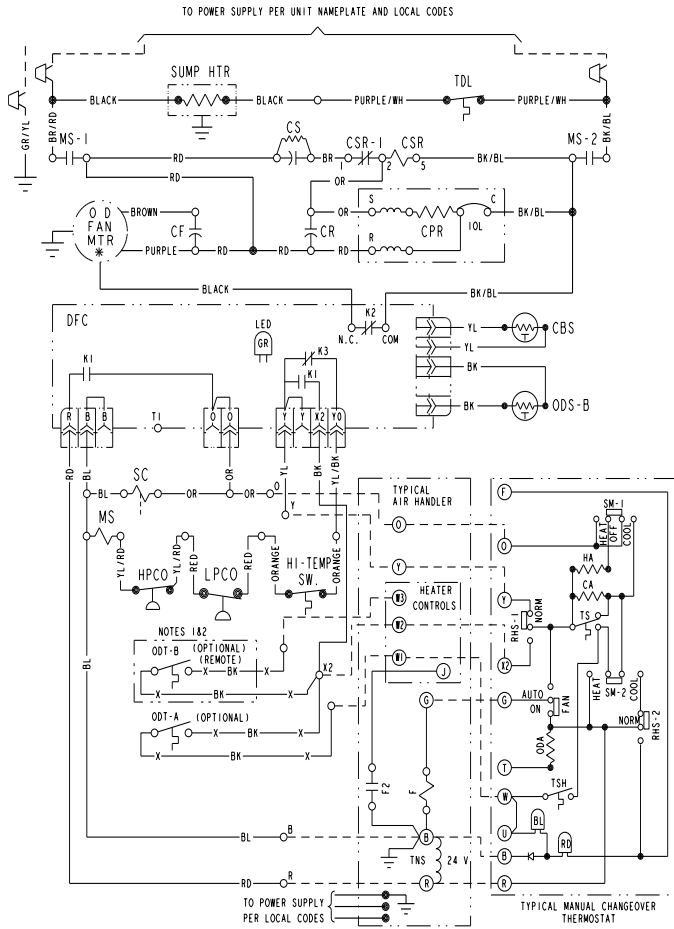 TO POWER SUPPLY PER UNIT NAMEPLATE AND LOCAL CODES
SUMP HTR
TDL
BLACK
BLACK
PURPLE/WH
PURPLE/WH
GR/YL
BR/RD
BK/BL
MS-1
CS
CSR-1
CSR
MS-2
RD
BR
1
2
5
BK/BL
RD
OR
O D
FAN
MTR
*
BROWN
CF
PURPLE
RD
RD
CR
OR
RD
S
R
CPR
IOL
C
BK/BL
BLACK
BK/BL
K2
N.C.
COM
DFC
LED
GR
K1
K3
K1
YL
YL
CBS
BK
BK
ODS-B
R
B
B
T1
O
O
Y
Y
X2
YO
RD
BL
OR
YL
BK
YL/BK
SC
BL
OR
OR
O
Y
MS
YL/RD
HPCO
YL/RD
RED
LPCO
RED
ORANGE
HI-TEMP
SW.
ORANGE
TYPICAL
AIR HANDLER
O
Y
HEATER
CONTROLS
W3
W2
W1
J
G
F2
F
B
TNS
24 V
R
BL
NOTES 1&2
ODT-B
(OPTIONAL)
(REMOTE)
X
X
BK
X
X
X2
ODT-A
(OPTIONAL)
X
X
X
BK
X
BL
B
RD
R
TO POWER SUPPLY
PER LOCAL CODES
F
SM-1
HEAT
OFF
COOL
O
HA
CA
Y
NORM
RHS-1
TS
X2
HEAT
SM-2
COOL
G
AUTO
ON
FAN
NORM
RHS-2
ODA
T
TSH
W
BL
U
RD
B
R
TYPICAL MANUAL CHANGEOVER
THERMOSTAT